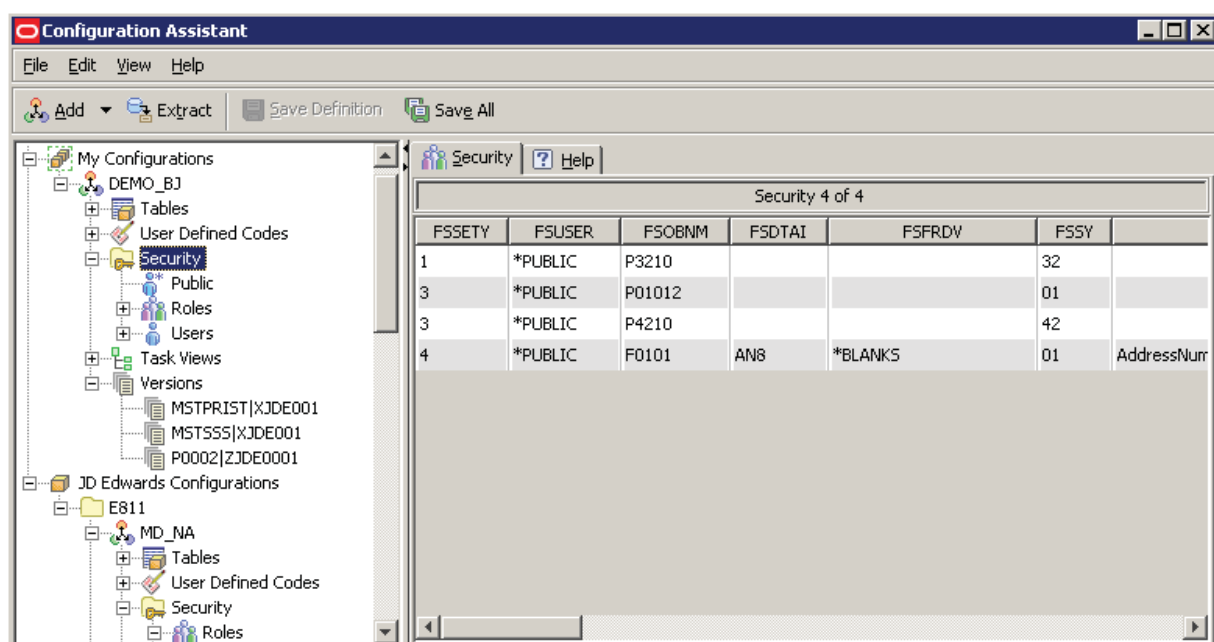 Configuration Assistant
File Edit View Help
Add Extract Save Definition Save All
My Configurations
DEMO_BJ
Tables
User Defined Codes
Security
Public
Roles
Users
Task Views
Versions
MSTPRIST|XJDE001
MSTSSS|XJDE001
P0002|ZJDE0001
JD Edwards Configurations
E811
MD_NA
Tables
User Defined Codes
Security
Roles
Security Help
Security 4 of 4
FSSETY FSUSER FSOBNM FSDTAI FSFRDV FSSY
1 *PUBLIC P3210 32
3 *PUBLIC P01012 01
3 *PUBLIC P4210 42
4 *PUBLIC F0101 AN8 *BLANKS 01 AddressNum